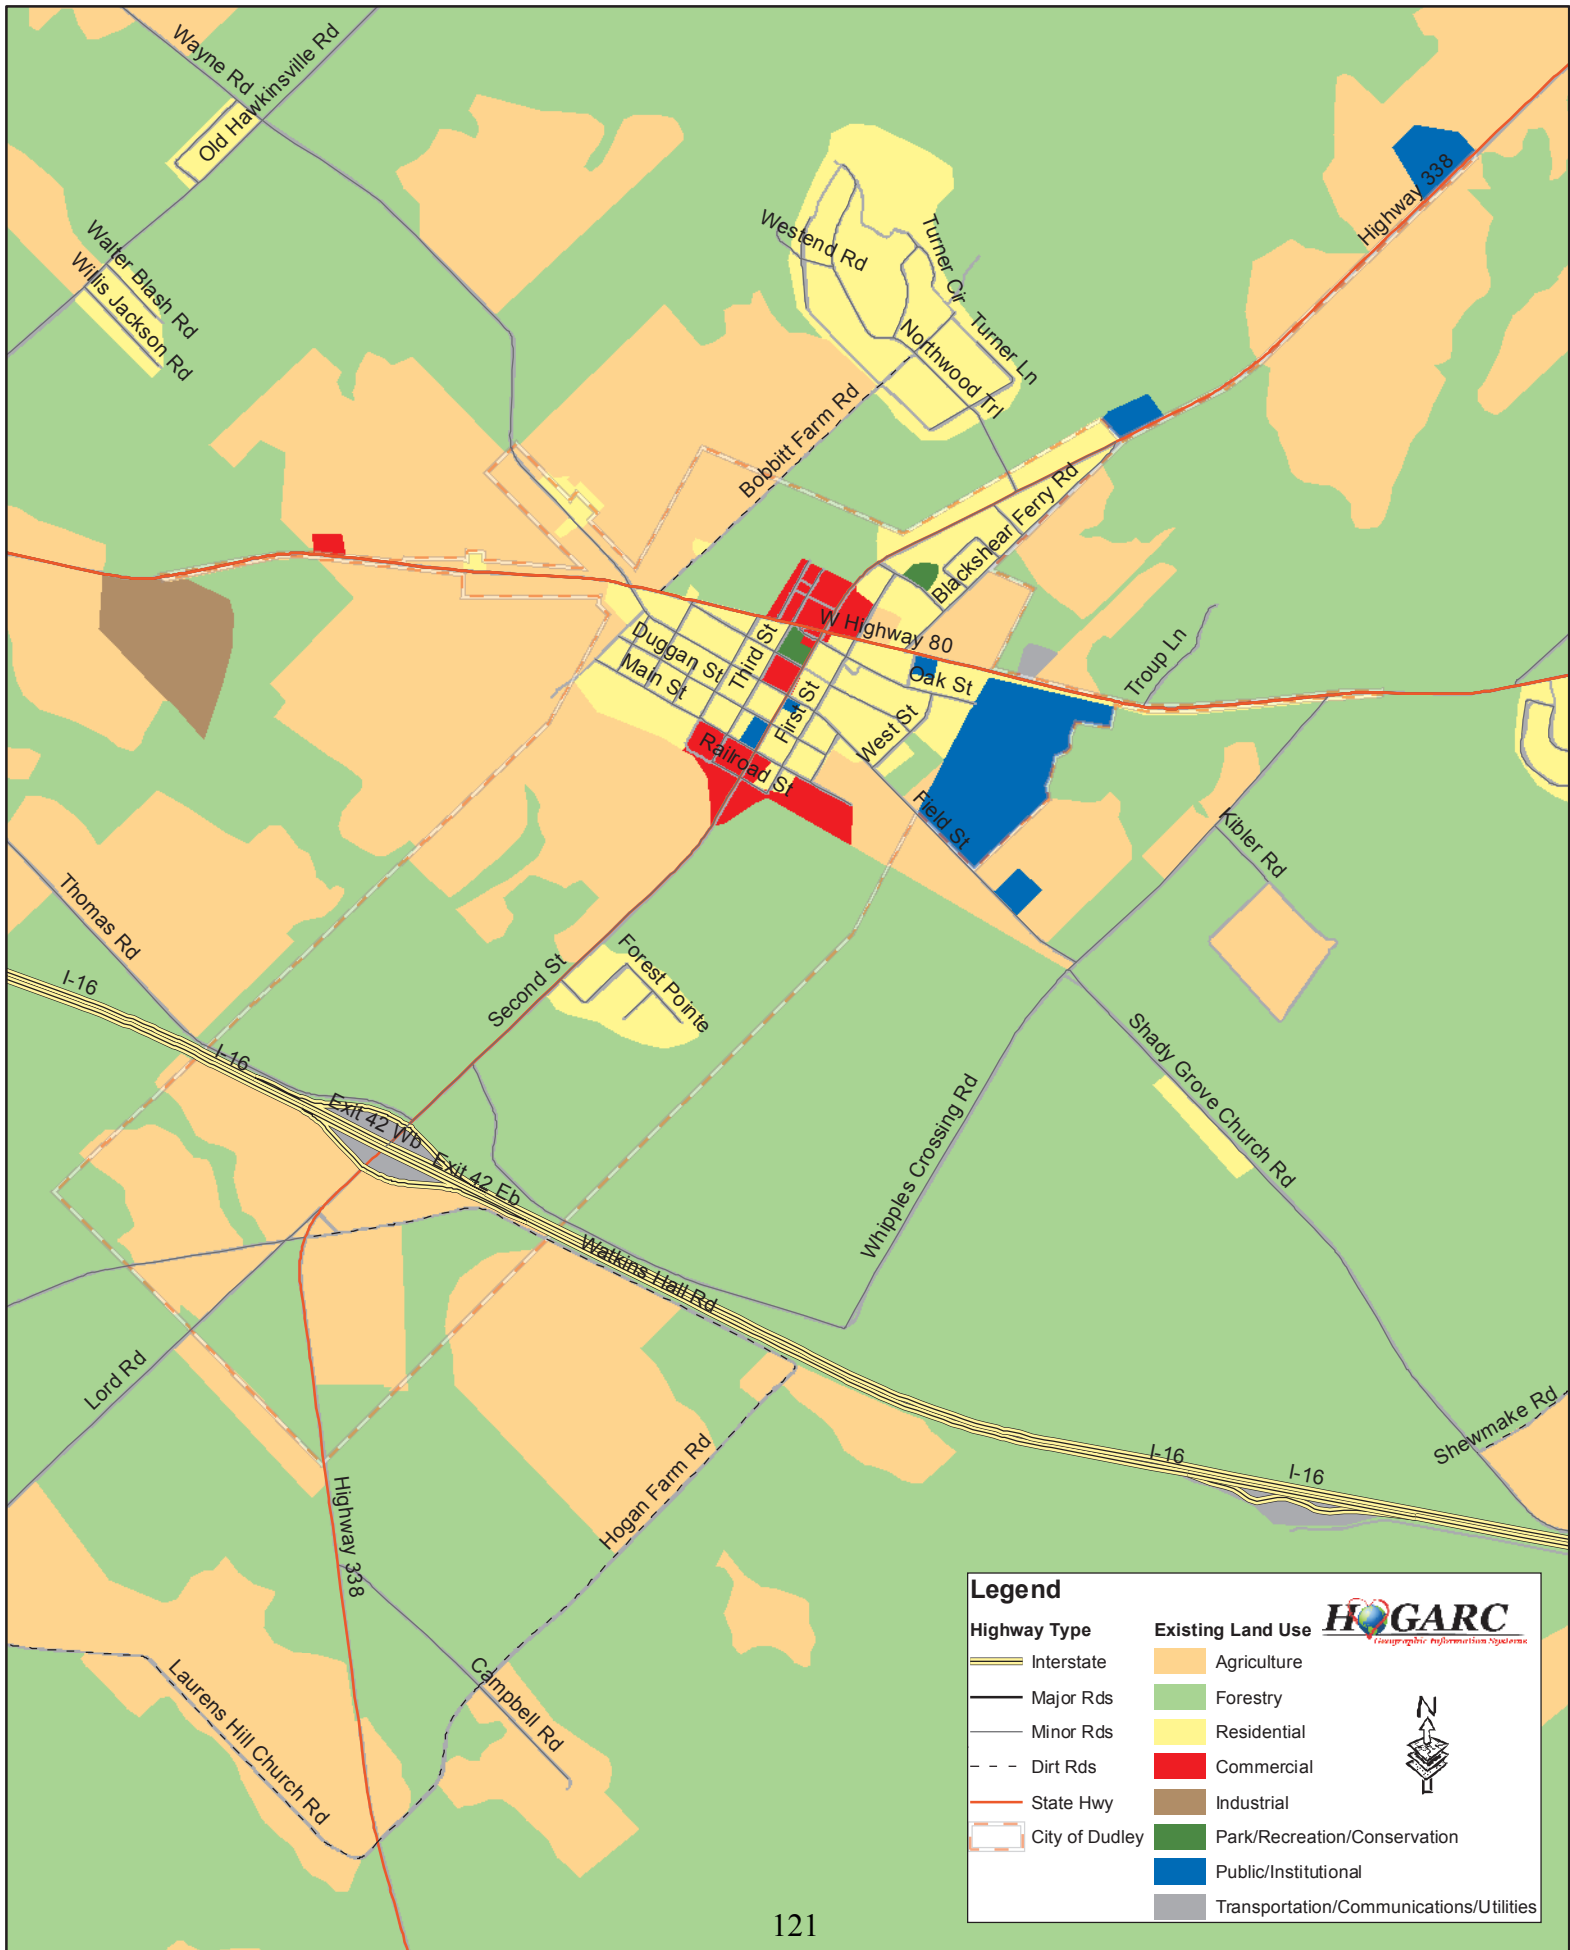 Wayne Rd
Old Hawkinsville Rd
Walter Blash Rd
Willis Jackson Rd
Westend Rd
Turner Cir
Turner Ln
Northwood Trl
Highway 338
Bobbitt Farm Rd
Blackshear Ferry Rd
W Highway 80
Duggan St
Main St
Third St
First St
Oak St
West St
Railroad St
Field St
Troup Ln
Kibler Rd
Thomas Rd
I-16
I-16
Second St
Forest Pointe
Exit 42 Wb
Exit 42 Eb
Watkins Hall Rd
Whipples Crossing Rd
Shady Grove Church Rd
Lord Rd
Highway 338
Hogan Farm Rd
I-16
I-16
Shewmake Rd
Laurens Hill Church Rd
Campbell Rd
Legend
Highway Type
Interstate
Major Rds
Minor Rds
Dirt Rds
State Hwy
City of Dudley
Existing Land Use
Agriculture
Forestry
Residential
Commercial
Industrial
Park/Recreation/Conservation
Public/Institutional
Transportation/Communications/Utilities
HOGARC
Geographic Information Systems
N
121